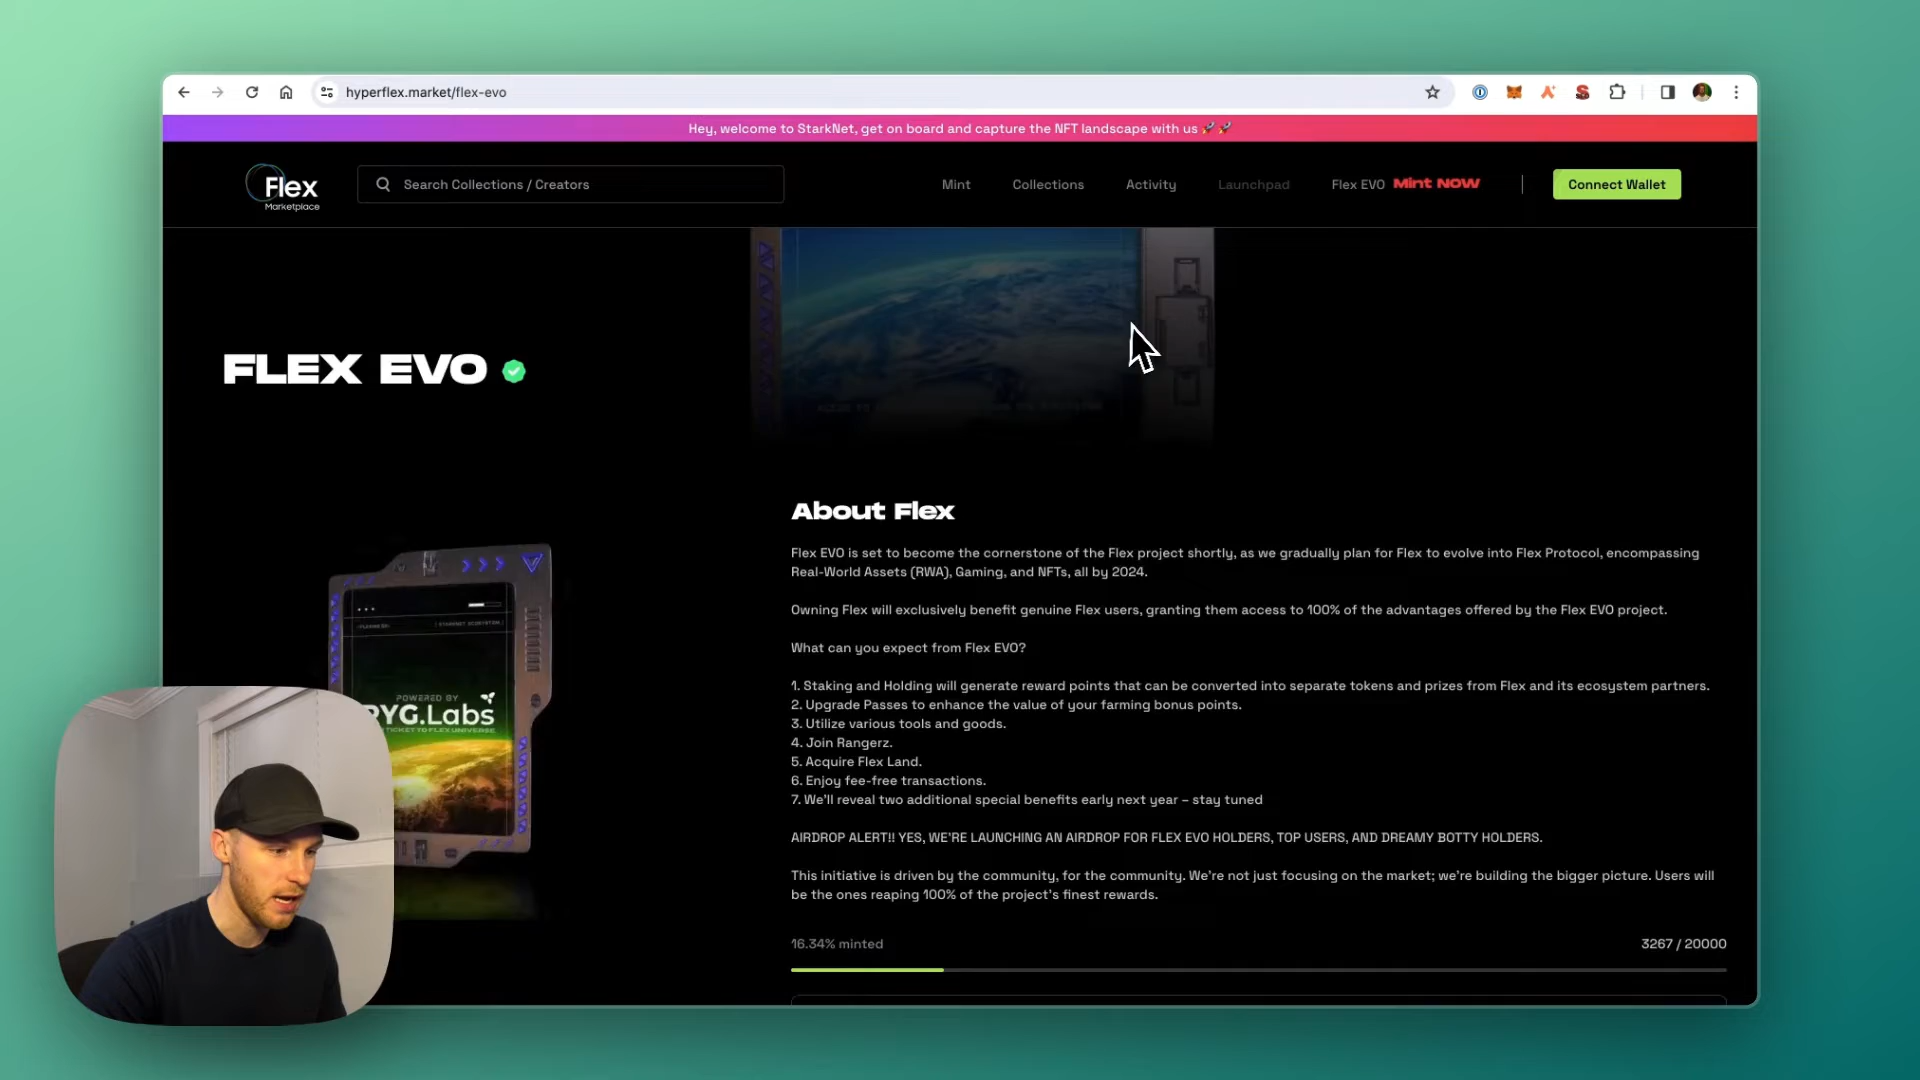 hyperflex.market/flex-evo
Hey, welcome to StarkNet, get on board and capture the NFT landscape with us 🚀🚀
Flex
Marketplace
Search Collections / Creators
Mint
Collections
Activity
Launchpad
Flex EVO Mint NOW
Connect Wallet
FLEX EVO
POWERED BY
RYG.Labs
TICKET TO FLEX UNIVERSE
About Flex
Flex EVO is set to become the cornerstone of the Flex project shortly, as we gradually plan for Flex to evolve into Flex Protocol, encompassing
Real-World Assets (RWA), Gaming, and NFTs, all by 2024.
Owning Flex will exclusively benefit genuine Flex users, granting them access to 100% of the advantages offered by the Flex EVO project.
What can you expect from Flex EVO?
1. Staking and Holding will generate reward points that can be converted into separate tokens and prizes from Flex and its ecosystem partners.
2. Upgrade Passes to enhance the value of your farming bonus points.
3. Utilize various tools and goods.
4. Join Rangerz.
5. Acquire Flex Land.
6. Enjoy fee-free transactions.
7. We'll reveal two additional special benefits early next year – stay tuned
AIRDROP ALERT!! YES, WE'RE LAUNCHING AN AIRDROP FOR FLEX EVO HOLDERS, TOP USERS, AND DREAMY BOTTY HOLDERS.
This initiative is driven by the community, for the community. We're not just focusing on the market; we're building the bigger picture. Users will
be the ones reaping 100% of the project's finest rewards.
16.34% minted
3267 / 20000